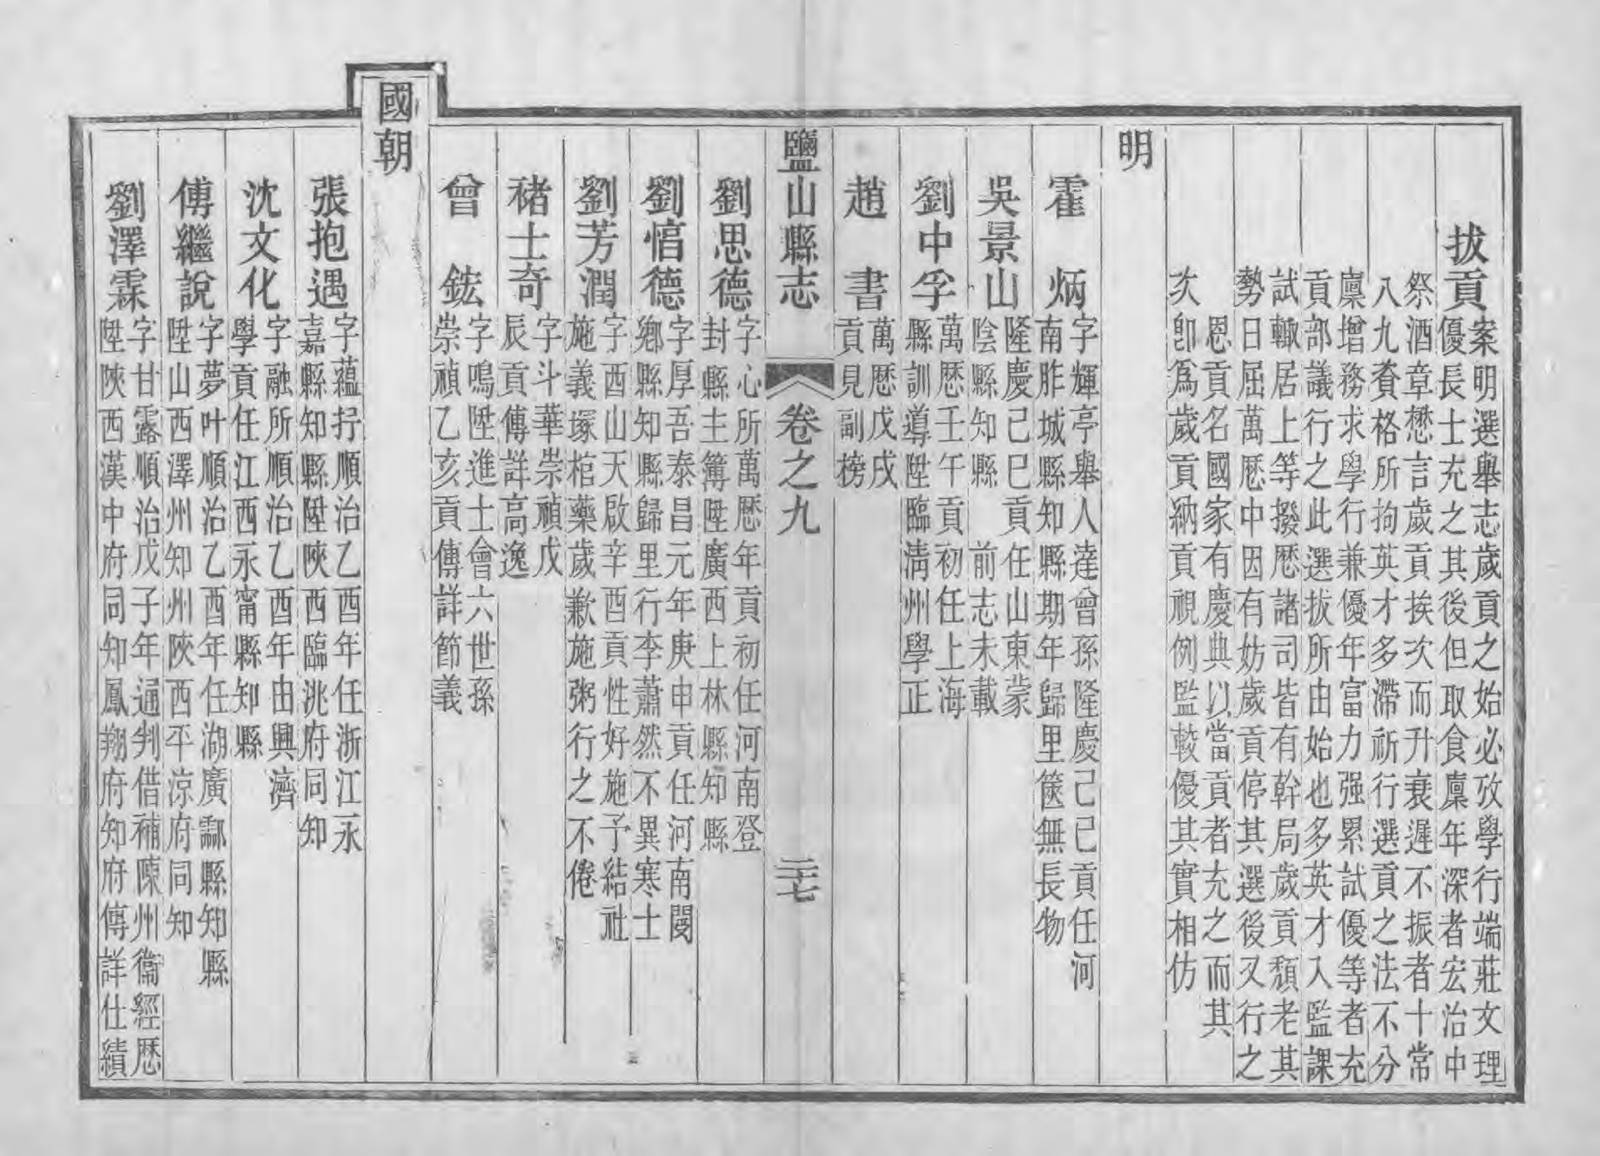 拔貢
案明選舉志歲貢之始必攷學行端莊文理
優長士充之其後但取食廩年深者宏治中
祭酒章懋言歲貢挨次而升衰遲不振者十常
八九資格所拘英才多滯祈行選貢之法不分
廩增務求學行兼優年富力强累試優等者充
貢部議行之此選拔所由始也多英才入監課
試輒居上等撥厯諸司皆有幹局歲貢頹老其
勢日屈萬厯中因有妨歲貢停其選後又行之
恩貢名國家有慶典以當貢者充之而其
次卽爲歲貢納貢視例監較優其實相仿
明
霍炳
字輝亭舉人達曾孫隆慶己巳貢任河
南胙城縣知縣期年歸里篋無長物
吳景山
隆慶己巳貢任山東蒙
陰縣知縣 前志未載
劉中孚
萬厯壬午貢初任上海
縣訓導陞臨淸州學正
趙書
萬厯戊戌
貢見副榜
鹽山縣志 卷之九 二十七
劉思德
字心所萬厯年貢初任河南登
封縣主簿陞廣西上林縣知縣
劉愭德
字厚吾泰昌元年庚申貢任河南閿
鄉縣知縣歸里行李蕭然不異寒士
劉芳潤
字酉山天啟辛酉貢性好施予結社
施義塚棺藥歲歉施粥行之不倦
褚士奇
字斗華崇禎戊
辰貢傳詳高逸
曾鋐
字鳴陞進士會六世孫
崇禎乙亥貢傳詳節義
國朝
張抱遇
字蘊抒順治乙酉年任浙江永
嘉縣知縣陞陝西臨洮府同知
沈文化
字融所順治乙酉年由興濟
學貢任江西永甯縣知縣
傅繼說
字夢叶順治乙酉年任湖廣酃縣知縣
陞山西澤州知州陝西平涼府同知
劉澤霖
字甘露順治戊子年通判借補陳州衞經厯
陞陝西漢中府同知鳳翔府知府傳詳仕績